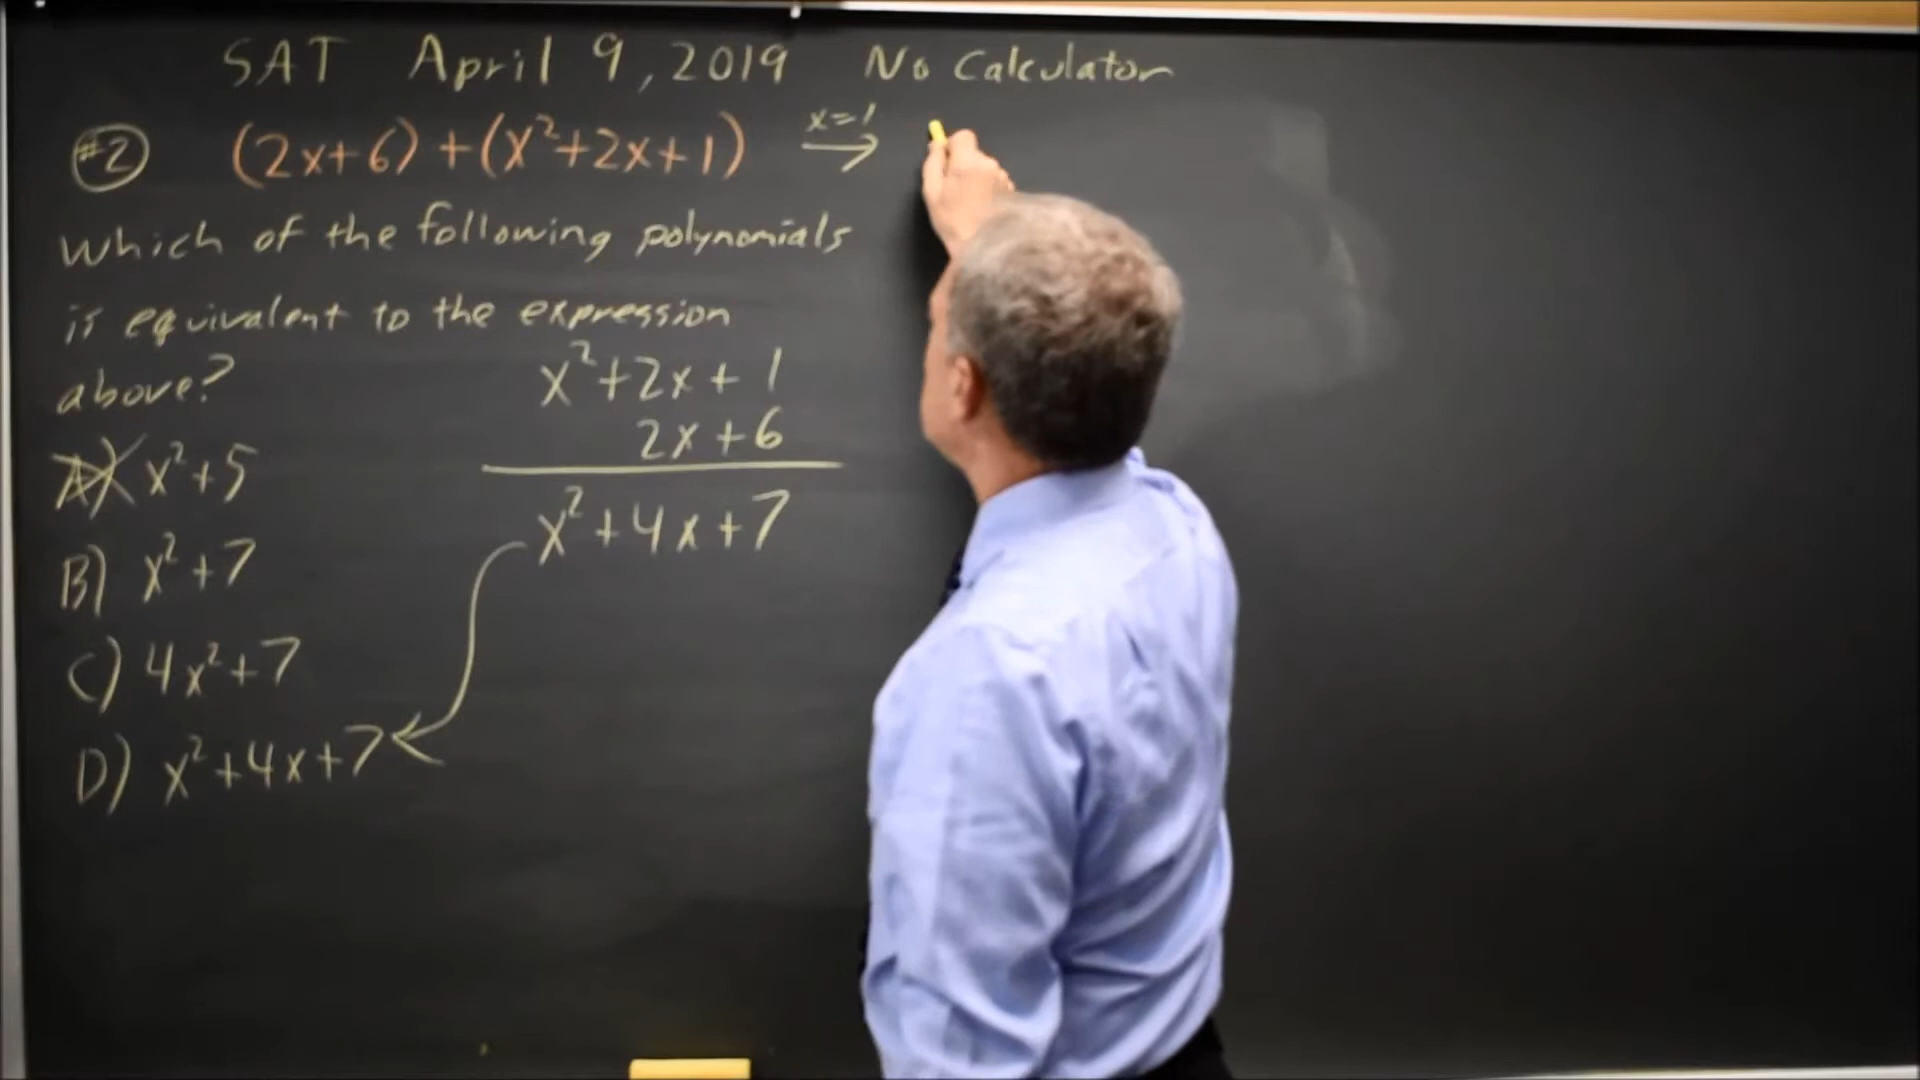 SAT April 9, 2019 No Calculator
#2 (2x+6)+(x²+2x+1) x=1 →
Which of the following polynomials
is equivalent to the expression
above?
x²+2x+1
2x+6
x²+4x+7
A) x²+5
B) x²+7
C) 4x²+7
D) x²+4x+7